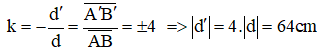 k = -d′/d = A′B′/AB = ±4 => |d′| = 4.|d| = 64cm